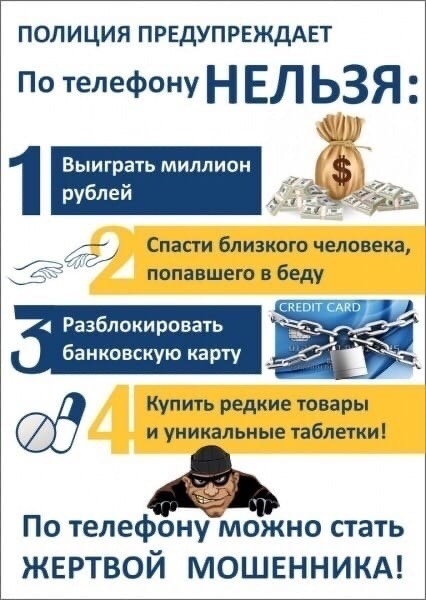 ПОЛИЦИЯ ПРЕДУПРЕЖДАЕТ
По телефону НЕЛЬЗЯ:
1 Выиграть миллион
рублей
$
2 Спасти близкого человека,
попавшего в беду
3 Разблокировать
банковскую карту
CREDIT CARD
4 Купить редкие товары
и уникальные таблетки!
По телефону можно стать
ЖЕРТВОЙ МОШЕННИКА!